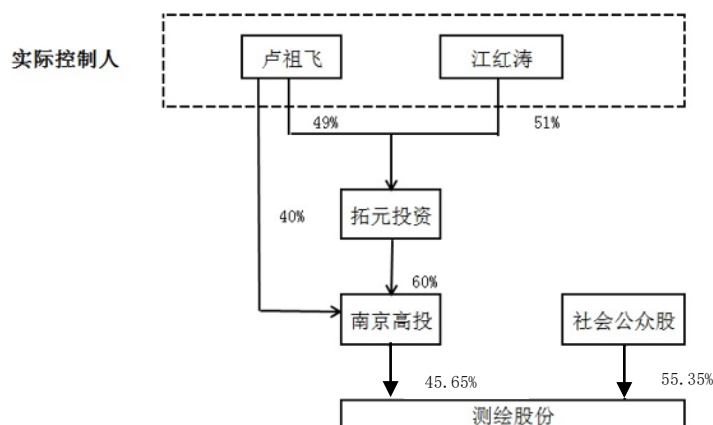 实际控制人
卢祖飞
江红涛
49%
51%
拓元投资
40%
60%
南京高投
社会公众股
45.65%
55.35%
测绘股份